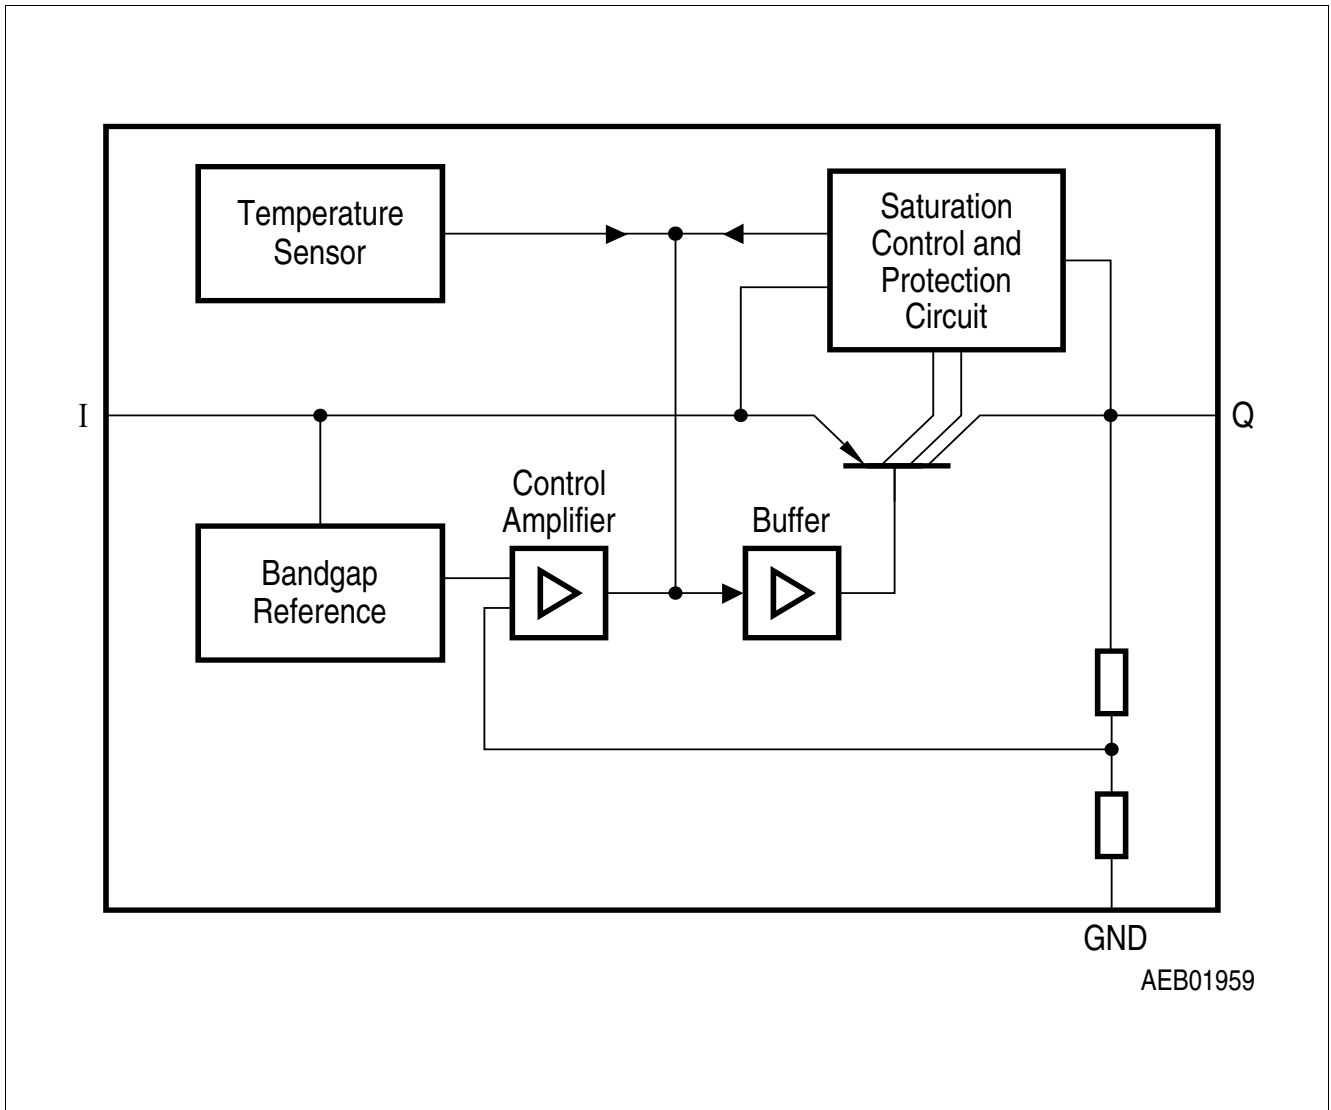 Temperature
Sensor
Saturation
Control and
Protection
Circuit
I
Q
Control
Amplifier
Buffer
Bandgap
Reference
GND
AEB01959